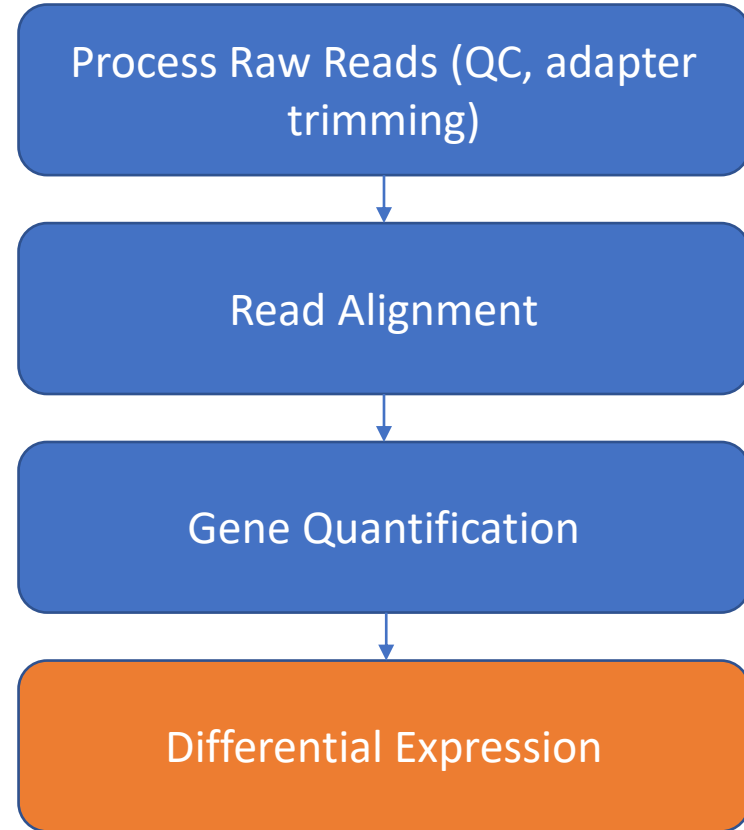 Process Raw Reads (QC, adapter
trimming)
Read Alignment
Gene Quantification
Differential Expression